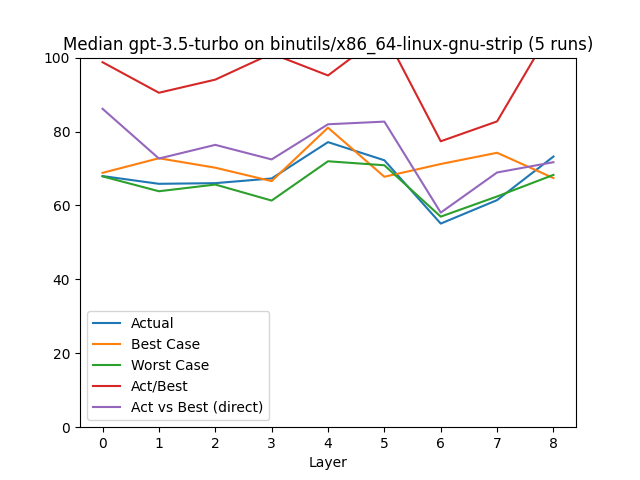 Median gpt-3.5-turbo on binutils/x86_64-linux-gnu-strip (5 runs)
100
80
60
40
20
0
Actual
Best Case
Worst Case
Act/Best
Act vs Best (direct)
0 1 2 3 4 5 6 7 8
Layer